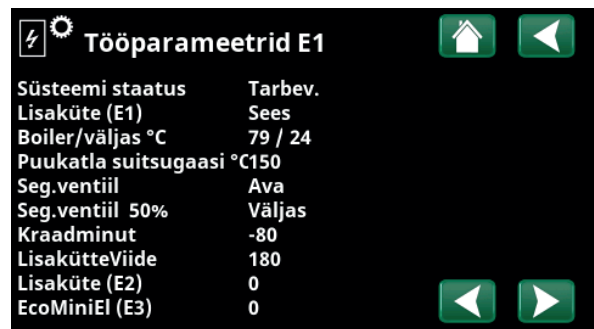 Tööparameetrid E1
Süsteemi staatus Tarbev.
Lisaküte (E1) Sees
Boiler/väljas °C 79 / 24
Puukatla suitsugaasi °C150
Seg.ventiil Ava
Seg.ventiil 50% Väljas
Kraadminut -80
LisakütteViide 180
Lisaküte (E2) 0
EcoMiniEl (E3) 0